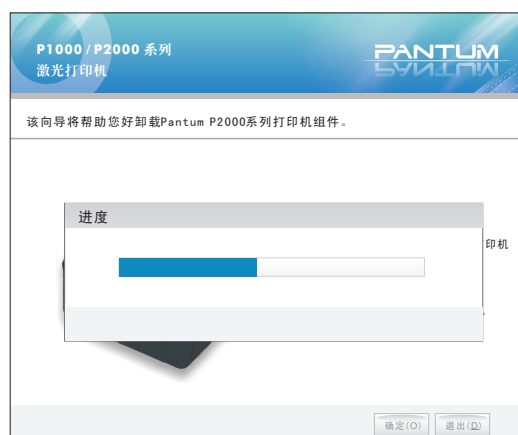 P1000 / P2000 系列
激光打印机
PANTUM
该向导将帮助您好卸载Pantum P2000系列打印机组件。
进度
印机
确定(O)
退出(D)